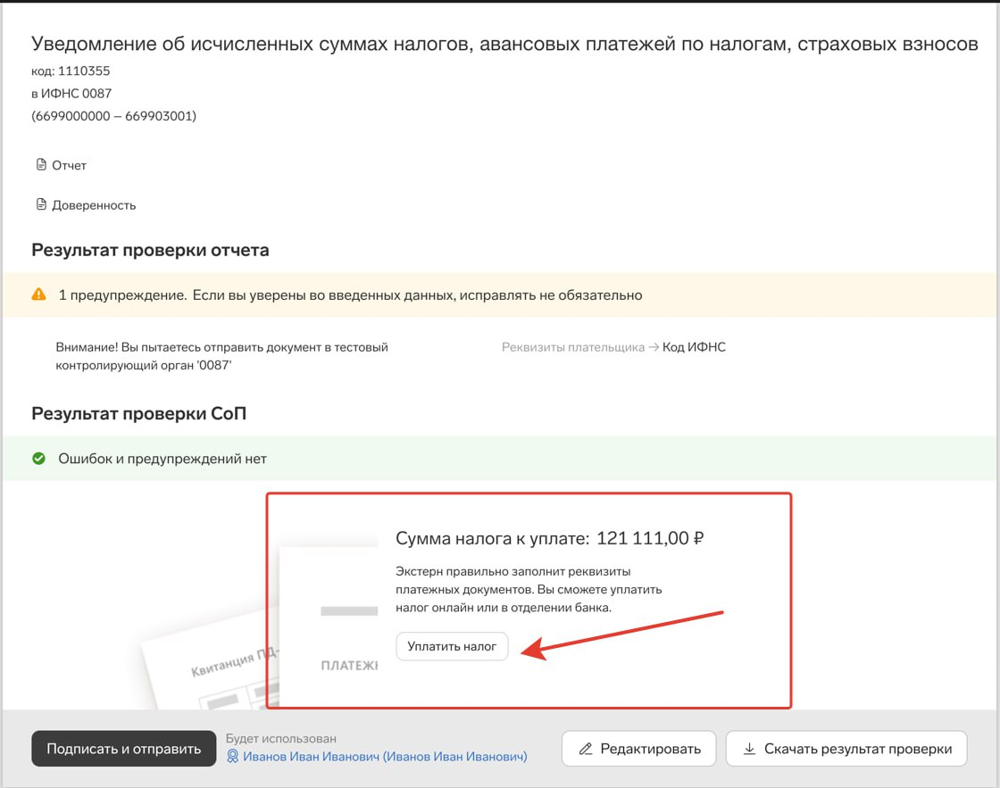 Уведомление об исчисленных суммах налогов, авансовых платежей по налогам, страховых взносов
код: 1110355
в ИФНС 0087
(6699000000 – 669903001)
Отчет
Доверенность
Результат проверки отчета
1 предупреждение. Если вы уверены во введенных данных, исправлять не обязательно
Внимание! Вы пытаетесь отправить документ в тестовый
контролирующий орган '0087'
Реквизиты плательщика → Код ИФНС
Результат проверки СоП
Ошибок и предупреждений нет
Сумма налога к уплате: 121 111,00 ₽
Экстерн правильно заполнит реквизиты
платежных документов. Вы сможете уплатить
налог онлайн или в отделении банка.
Уплатить налог
Квитанция ПД-
ПЛАТЕЖ
Подписать и отправить
Будет использован
Иванов Иван Иванович (Иванов Иван Иванович)
Редактировать
Скачать результат проверки